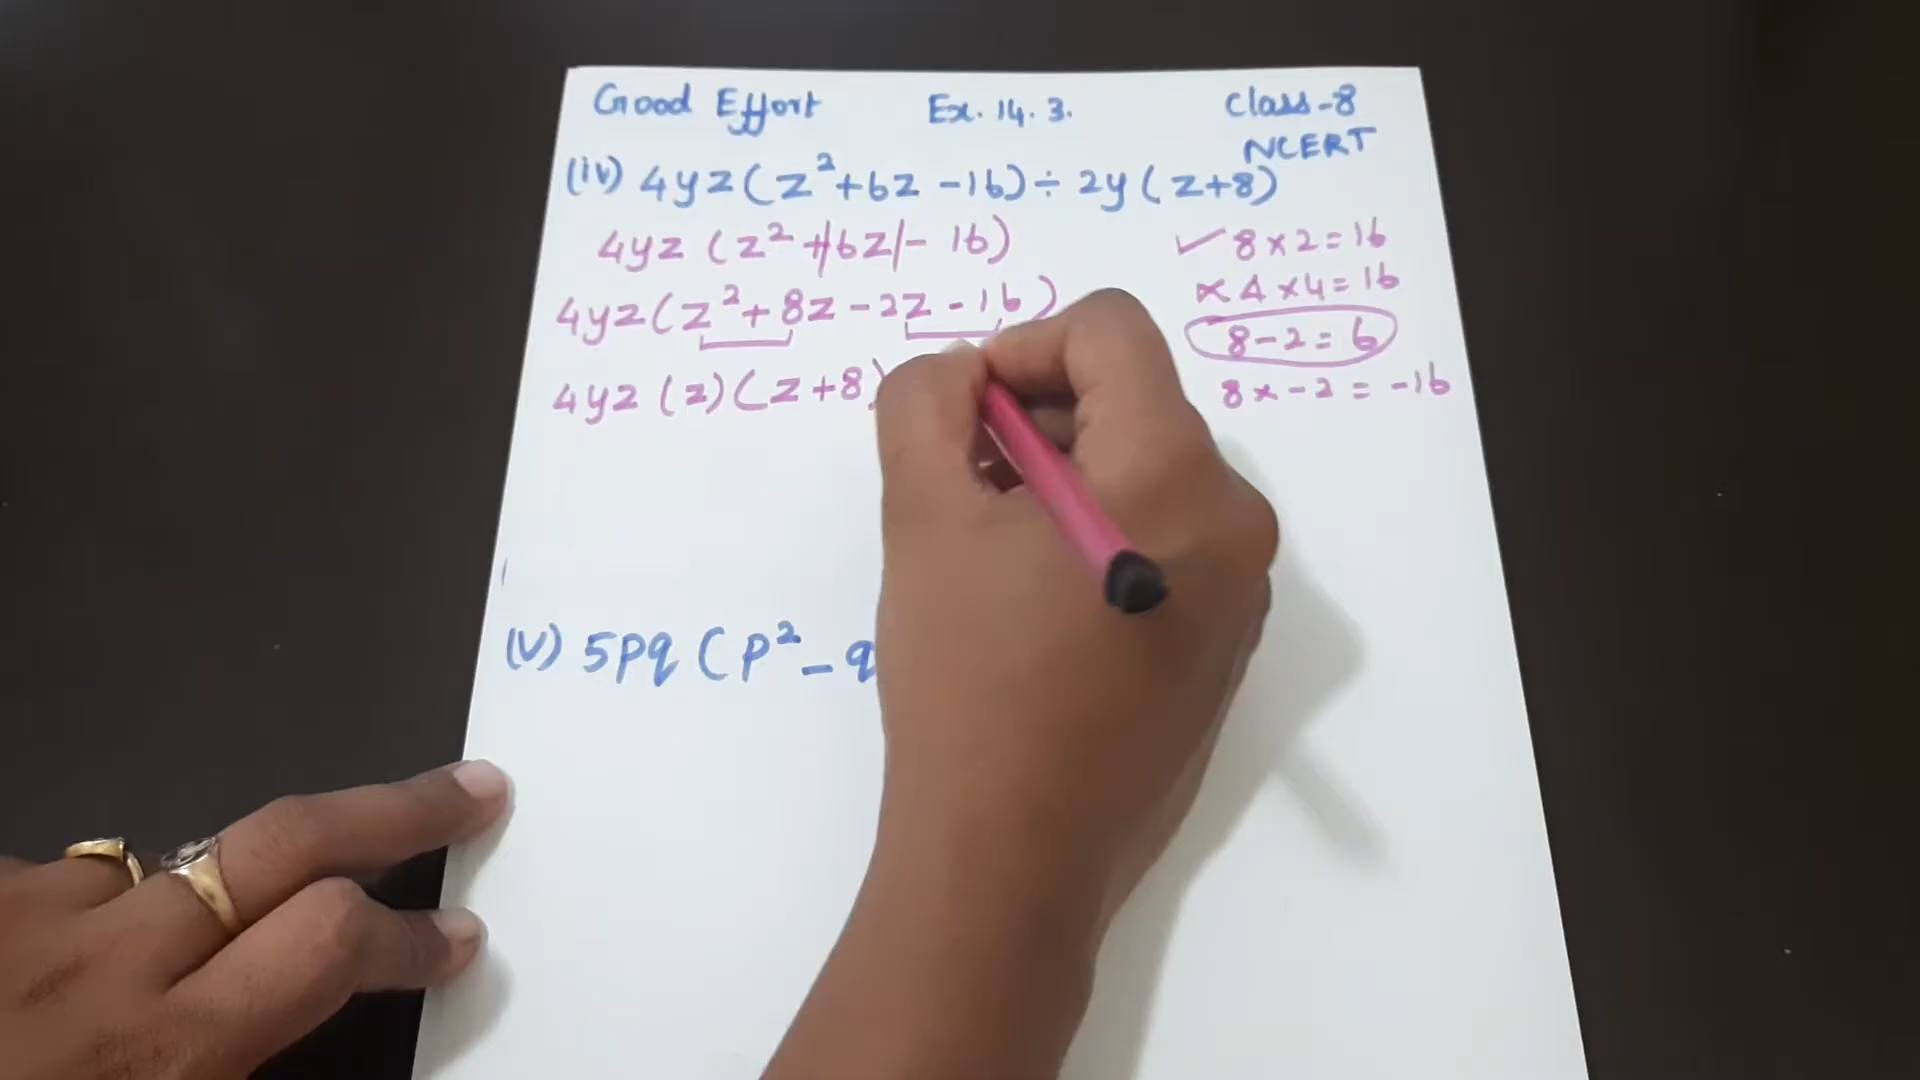 Good Effort Ex. 14.3. Class-8
NCERT
(iv) 4yz(z²+6z-16)÷2y(z+8)
4yz (z²+|6z|- 16)
4yz(z²+8z-2z-16)
4yz (z)(z+8)
✓ 8×2=16
× 4×4=16
8-2=6
8×-2=-16
(V) 5pq(p²-q